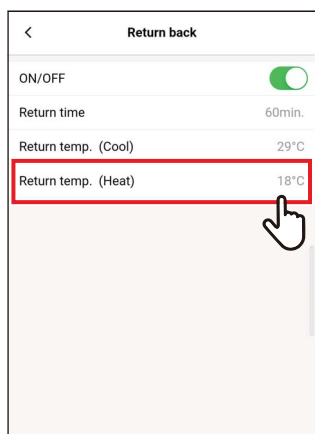 Return back
ON/OFF
Return time 60min.
Return temp. (Cool) 29°C
Return temp. (Heat) 18°C